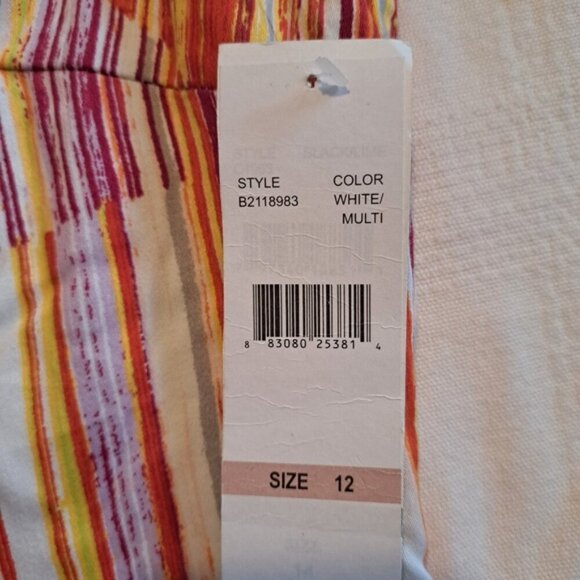 STYLE COLOR
B2118983 WHITE/
MULTI
8 83080 25381 4
SIZE 12